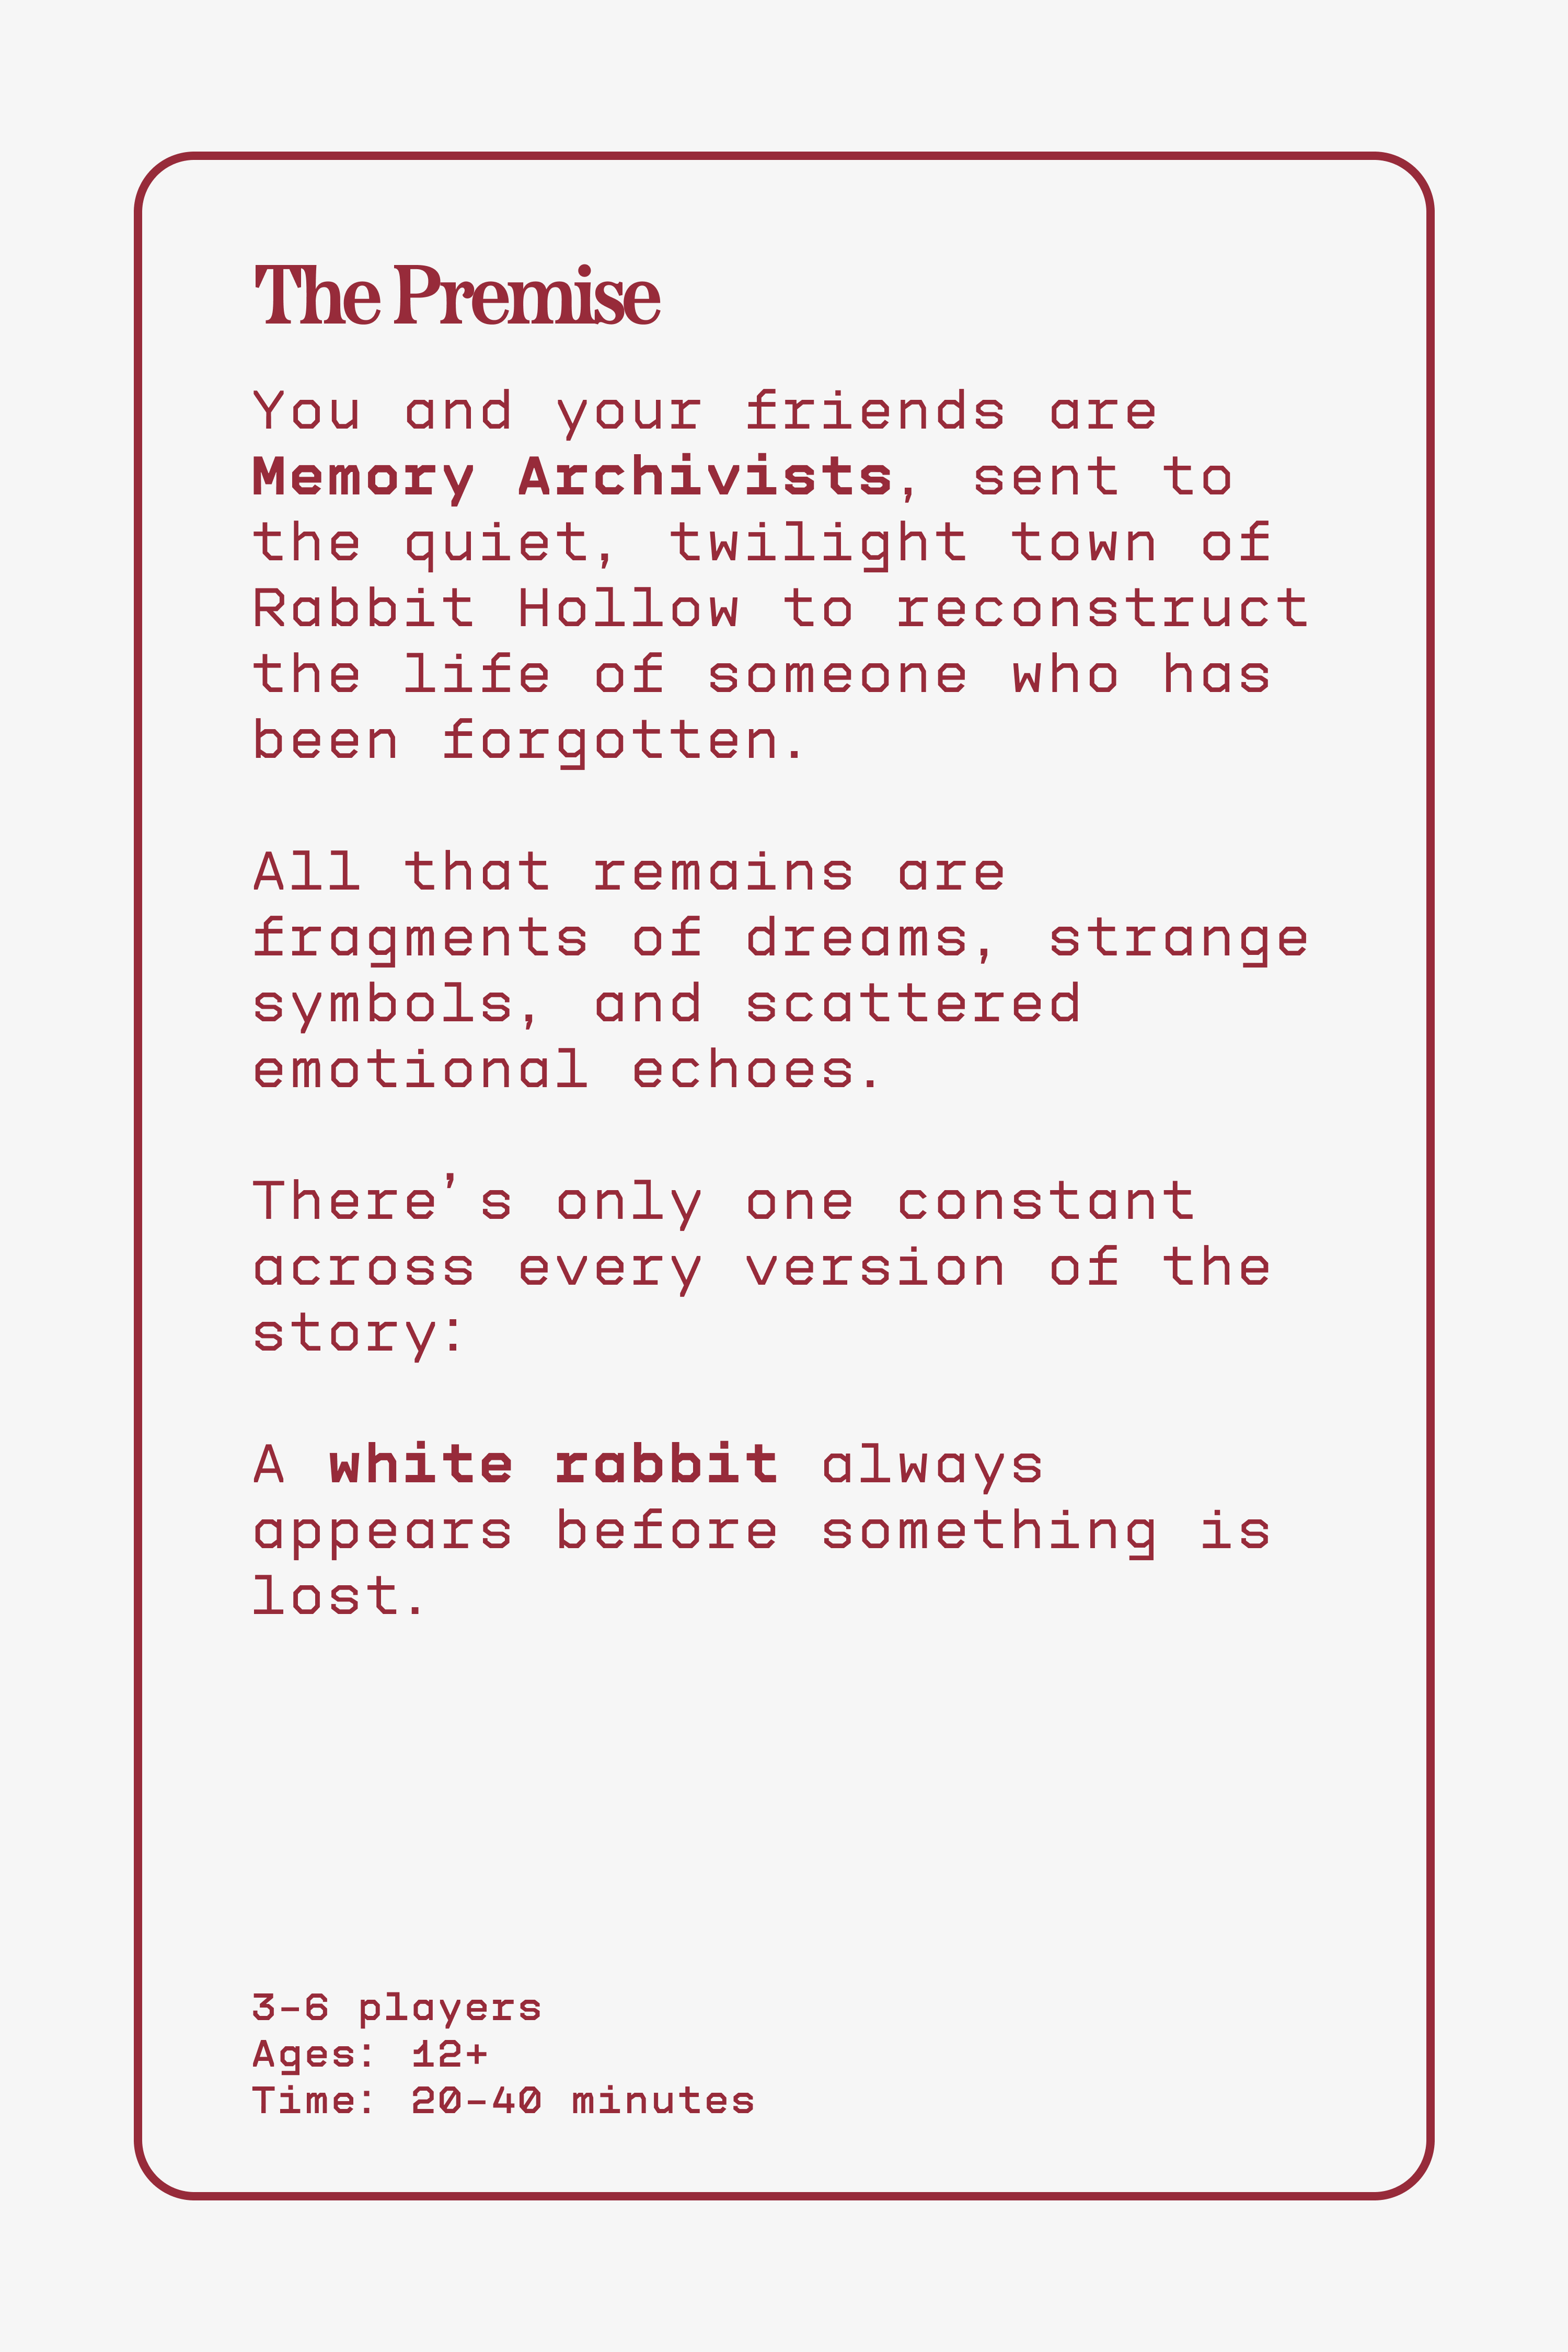 The Premise
You and your friends are
Memory Archivists, sent to
the quiet, twilight town of
Rabbit Hollow to reconstruct
the life of someone who has
been forgotten.
All that remains are
fragments of dreams, strange
symbols, and scattered
emotional echoes.
There’s only one constant
across every version of the
story:
A white rabbit always
appears before something is
lost.
3–6 players
Ages: 12+
Time: 20–40 minutes